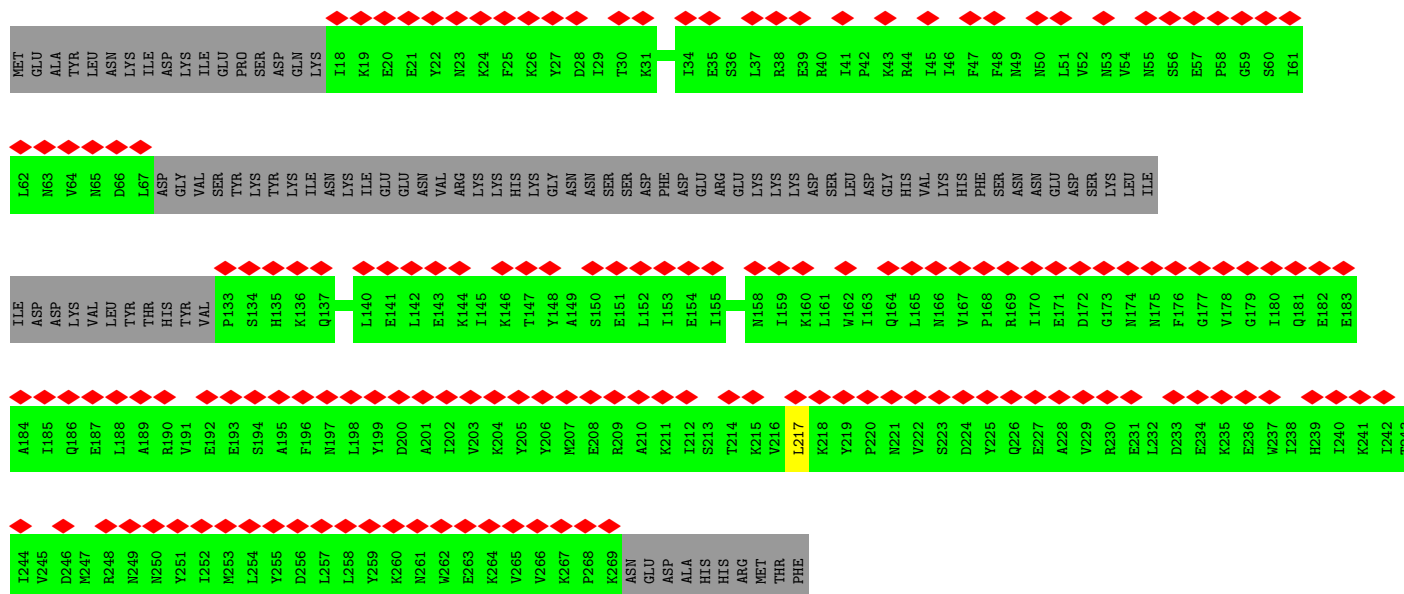 MET GLU ALA TYR LEU ASN LYS ILE ASP LYS ILE GLU PRO SER ASP GLN LYS I18 K19 E20 E21 Y22 N23 K24 F25 K26 Y27 D28 I29 T30 K31 I34 E35 S36 L37 R38 E39 R40 I41 P42 K43 R44 I45 I46 F47 F48 N49 N50 L51 V52 N53 V54 N55 S56 E57 P58 G59 S60 I61
L62 N63 V64 N65 D66 L67 ASP GLY VAL SER TYR LYS TYR LYS ILE ASN LYS ILE GLU GLU ASN VAL ARG LYS LYS HIS LYS GLY ASN ASN SER SER ASP PHE ASP GLU ARG GLU LYS LYS LYS ASP SER LEU ASP GLY HIS VAL LYS HIS PHE SER ASN ASN GLU ASP SER LYS LEU ILE
ILE ASP ASP LYS VAL LEU TYR THR HIS TYR VAL P133 S134 H135 K136 Q137 L140 E141 L142 E143 K144 I145 K146 T147 Y148 A149 S150 E151 L152 I153 E154 I155 N158 I159 K160 L161 W162 I163 Q164 L165 N166 V167 P168 R169 I170 E171 D172 G173 N174 N175 F176 G177 V178 G179 I180 Q181 E182 E183
A184 I185 Q186 E187 L188 A189 R190 V191 E192 E193 S194 A195 F196 N197 L198 Y199 D200 A201 I202 V203 K204 Y205 Y206 M207 E208 R209 A210 K211 I212 S213 T214 K215 V216 L217 K218 Y219 P220 N221 V222 S223 D224 Y225 Q226 E227 A228 V229 R230 E231 L232 D233 E234 K235 E236 W237 I238 H239 I240 K241 I242 T243
I244 V245 D246 M247 R248 N249 N250 Y251 I252 M253 L254 Y255 D256 L257 L258 Y259 K260 N261 W262 E263 K264 V265 V266 K267 P268 K269 ASN GLU ASP ALA HIS HIS ARG MET THR PHE